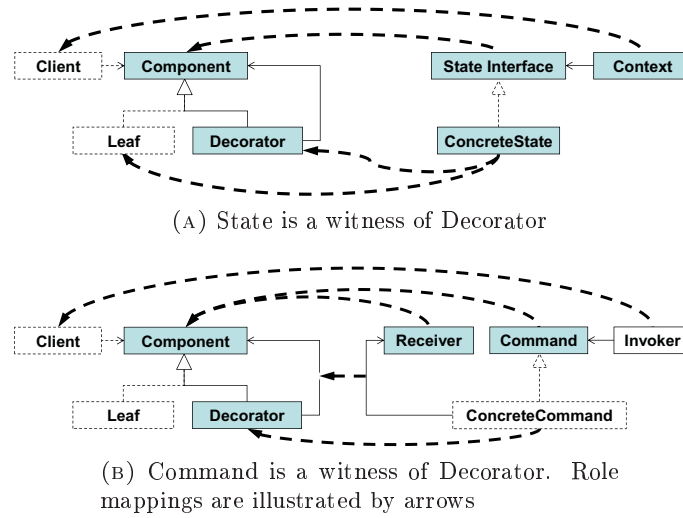 Client
Component
State Interface
Context
Leaf
Decorator
ConcreteState
(A) State is a witness of Decorator
Client
Component
Receiver
Command
Invoker
Leaf
Decorator
ConcreteCommand
(B) Command is a witness of Decorator. Role
mappings are illustrated by arrows